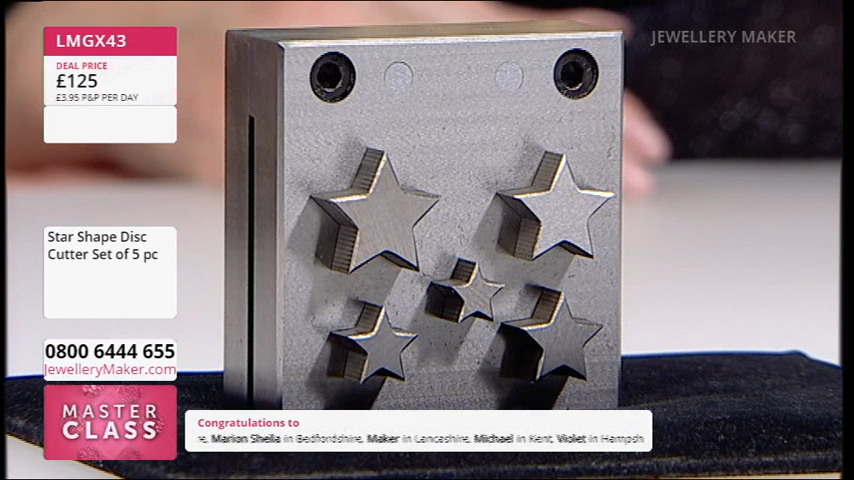 LMGX43
DEAL PRICE
£125
£3.95 P&P PER DAY
JEWELLERY MAKER
Star Shape Disc
Cutter Set of 5 pc
0800 6444 655
JewelleryMaker.com
MASTER
CLASS
Congratulations to
re, Marion Sheila in Bedfordshire, Maker in Lancashire, Michael in Kent, Violet in Hampsh